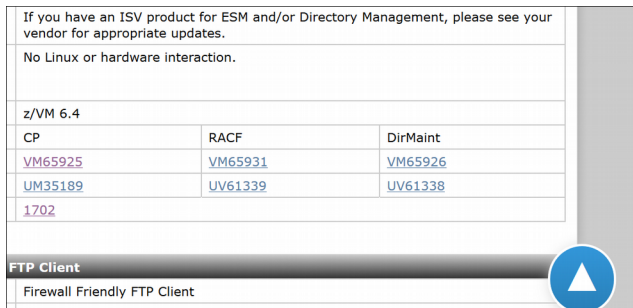 If you have an ISV product for ESM and/or Directory Management, please see your
vendor for appropriate updates.
No Linux or hardware interaction.
z/VM 6.4
CP RACF DirMaint
VM65925 VM65931 VM65926
UM35189 UV61339 UV61338
1702
FTP Client
Firewall Friendly FTP Client